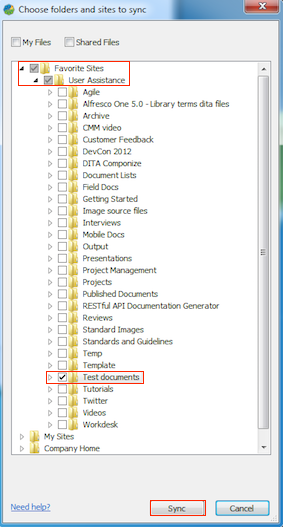 Choose folders and sites to sync
My Files Shared Files
Favorite Sites
User Assistance
Agile
Alfresco One 5.0 - Library terms dita files
Archive
CMM video
Customer Feedback
DevCon 2012
DITA Componize
Document Lists
Field Docs
Getting Started
Image source files
Interviews
Mobile Docs
Output
Presentations
Project Management
Projects
Published Documents
RESTful API Documentation Generator
Reviews
Standard Images
Standards and Guidelines
Temp
Template
Test documents
Tutorials
Twitter
Videos
Workdesk
My Sites
Company Home
Need help? Sync Cancel